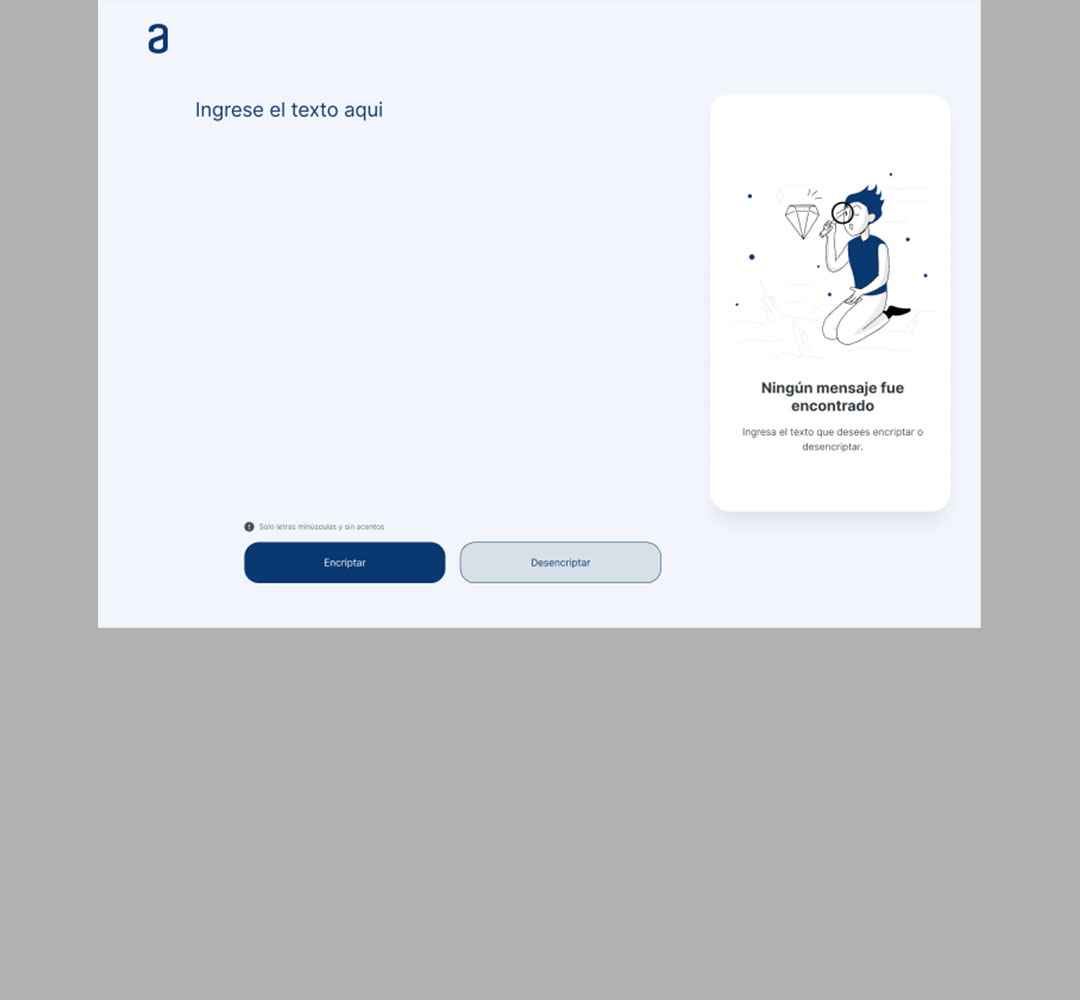 a
Ingrese el texto aqui
Ningún mensaje fue
encontrado
Ingresa el texto que desees encriptar o
desencriptar.
Solo letras minúsculas y sin acentos
Encriptar
Desencriptar